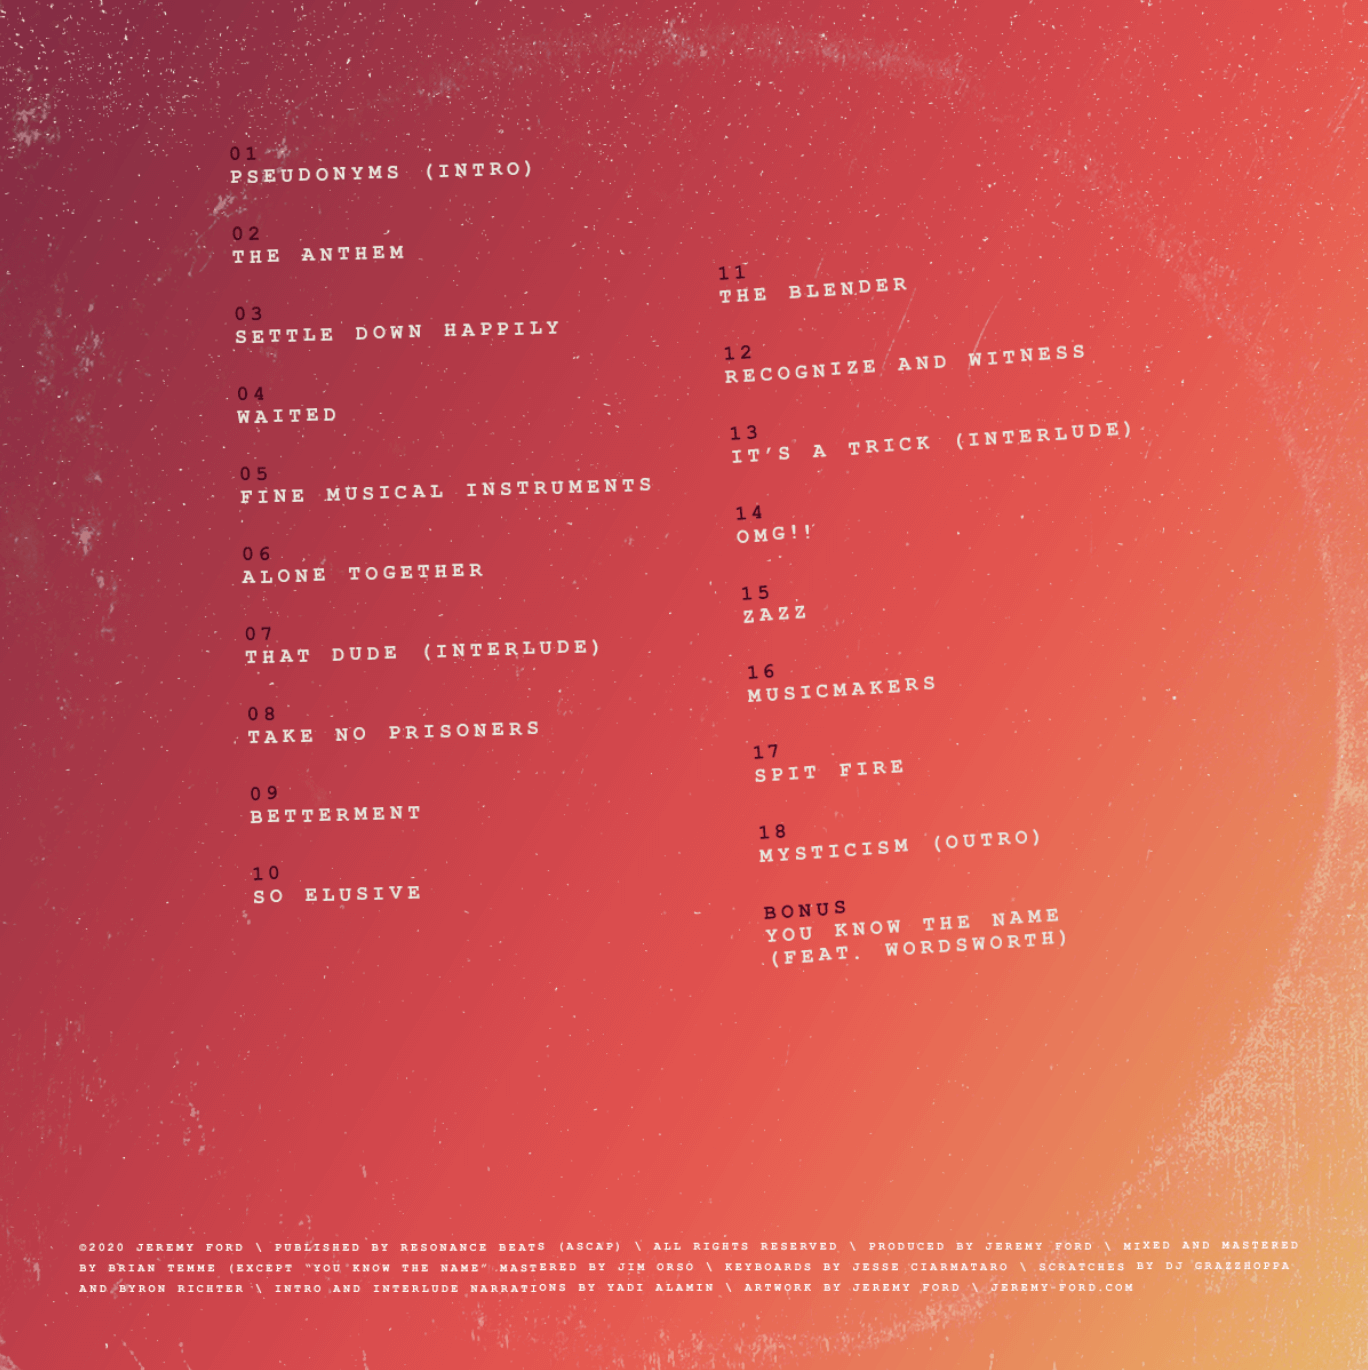 01
PSEUDONYMS (INTRO)
02
THE ANTHEM
03
SETTLE DOWN HAPPILY
04
WAITED
05
FINE MUSICAL INSTRUMENTS
06
ALONE TOGETHER
07
THAT DUDE (INTERLUDE)
08
TAKE NO PRISONERS
09
BETTERMENT
10
SO ELUSIVE
11
THE BLENDER
12
RECOGNIZE AND WITNESS
13
IT'S A TRICK (INTERLUDE)
14
OMG!!
15
ZAZZ
16
MUSICMAKERS
17
SPIT FIRE
18
MYSTICISM (OUTRO)
BONUS
YOU KNOW THE NAME
(FEAT. WORDSWORTH)
©2020 JEREMY FORD \ PUBLISHED BY RESONANCE BEATS (ASCAP) \ ALL RIGHTS RESERVED \ PRODUCED BY JEREMY FORD \ MIXED AND MASTERED
BY BRIAN TEMME (EXCEPT "YOU KNOW THE NAME" MASTERED BY JIM ORSO \ KEYBOARDS BY JESSE CIARMATARO \ SCRATCHES BY DJ GRAZZHOPPA
AND BYRON RICHTER \ INTRO AND INTERLUDE NARRATIONS BY YADI ALAMIN \ ARTWORK BY JEREMY FORD \ JEREMY-FORD.COM